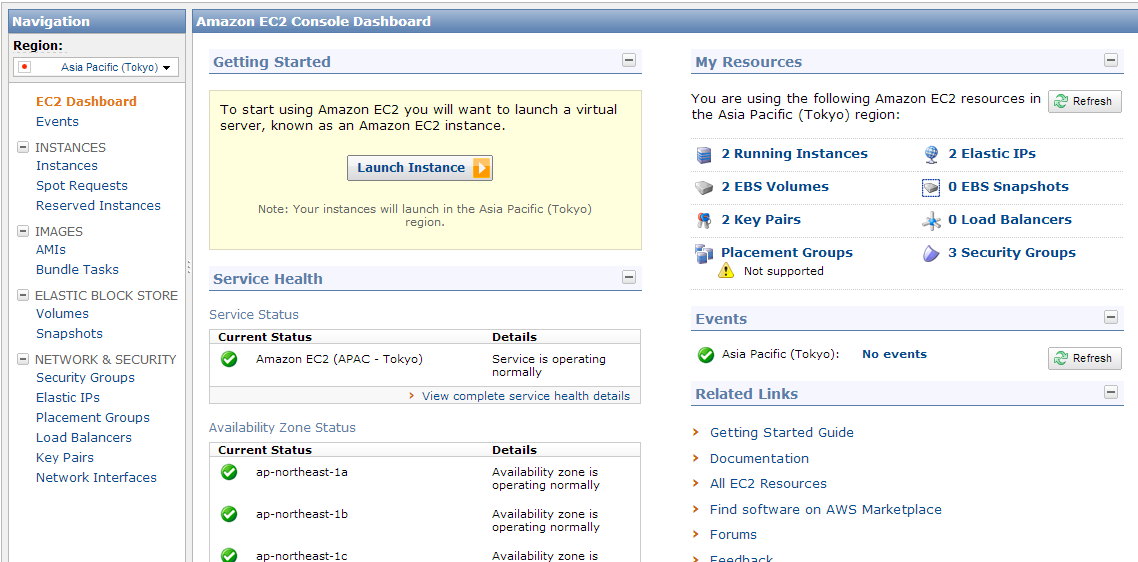 Navigation
Region:
Asia Pacific (Tokyo)
EC2 Dashboard
Events
INSTANCES
Instances
Spot Requests
Reserved Instances
IMAGES
AMIs
Bundle Tasks
ELASTIC BLOCK STORE
Volumes
Snapshots
NETWORK & SECURITY
Security Groups
Elastic IPs
Placement Groups
Load Balancers
Key Pairs
Network Interfaces
Amazon EC2 Console Dashboard
Getting Started
To start using Amazon EC2 you will want to launch a virtual
server, known as an Amazon EC2 instance.
Launch Instance
Note: Your instances will launch in the Asia Pacific (Tokyo)
region.
Service Health
Service Status
Current Status Details
Amazon EC2 (APAC - Tokyo) Service is operating
normally
View complete service health details
Availability Zone Status
Current Status Details
ap-northeast-1a Availability zone is
operating normally
ap-northeast-1b Availability zone is
operating normally
ap-northeast-1c Availability zone is
My Resources
You are using the following Amazon EC2 resources in
the Asia Pacific (Tokyo) region:
Refresh
2 Running Instances 2 Elastic IPs
2 EBS Volumes 0 EBS Snapshots
2 Key Pairs 0 Load Balancers
Placement Groups 3 Security Groups
Not supported
Events
Asia Pacific (Tokyo): No events
Refresh
Related Links
Getting Started Guide
Documentation
All EC2 Resources
Find software on AWS Marketplace
Forums
Feedback